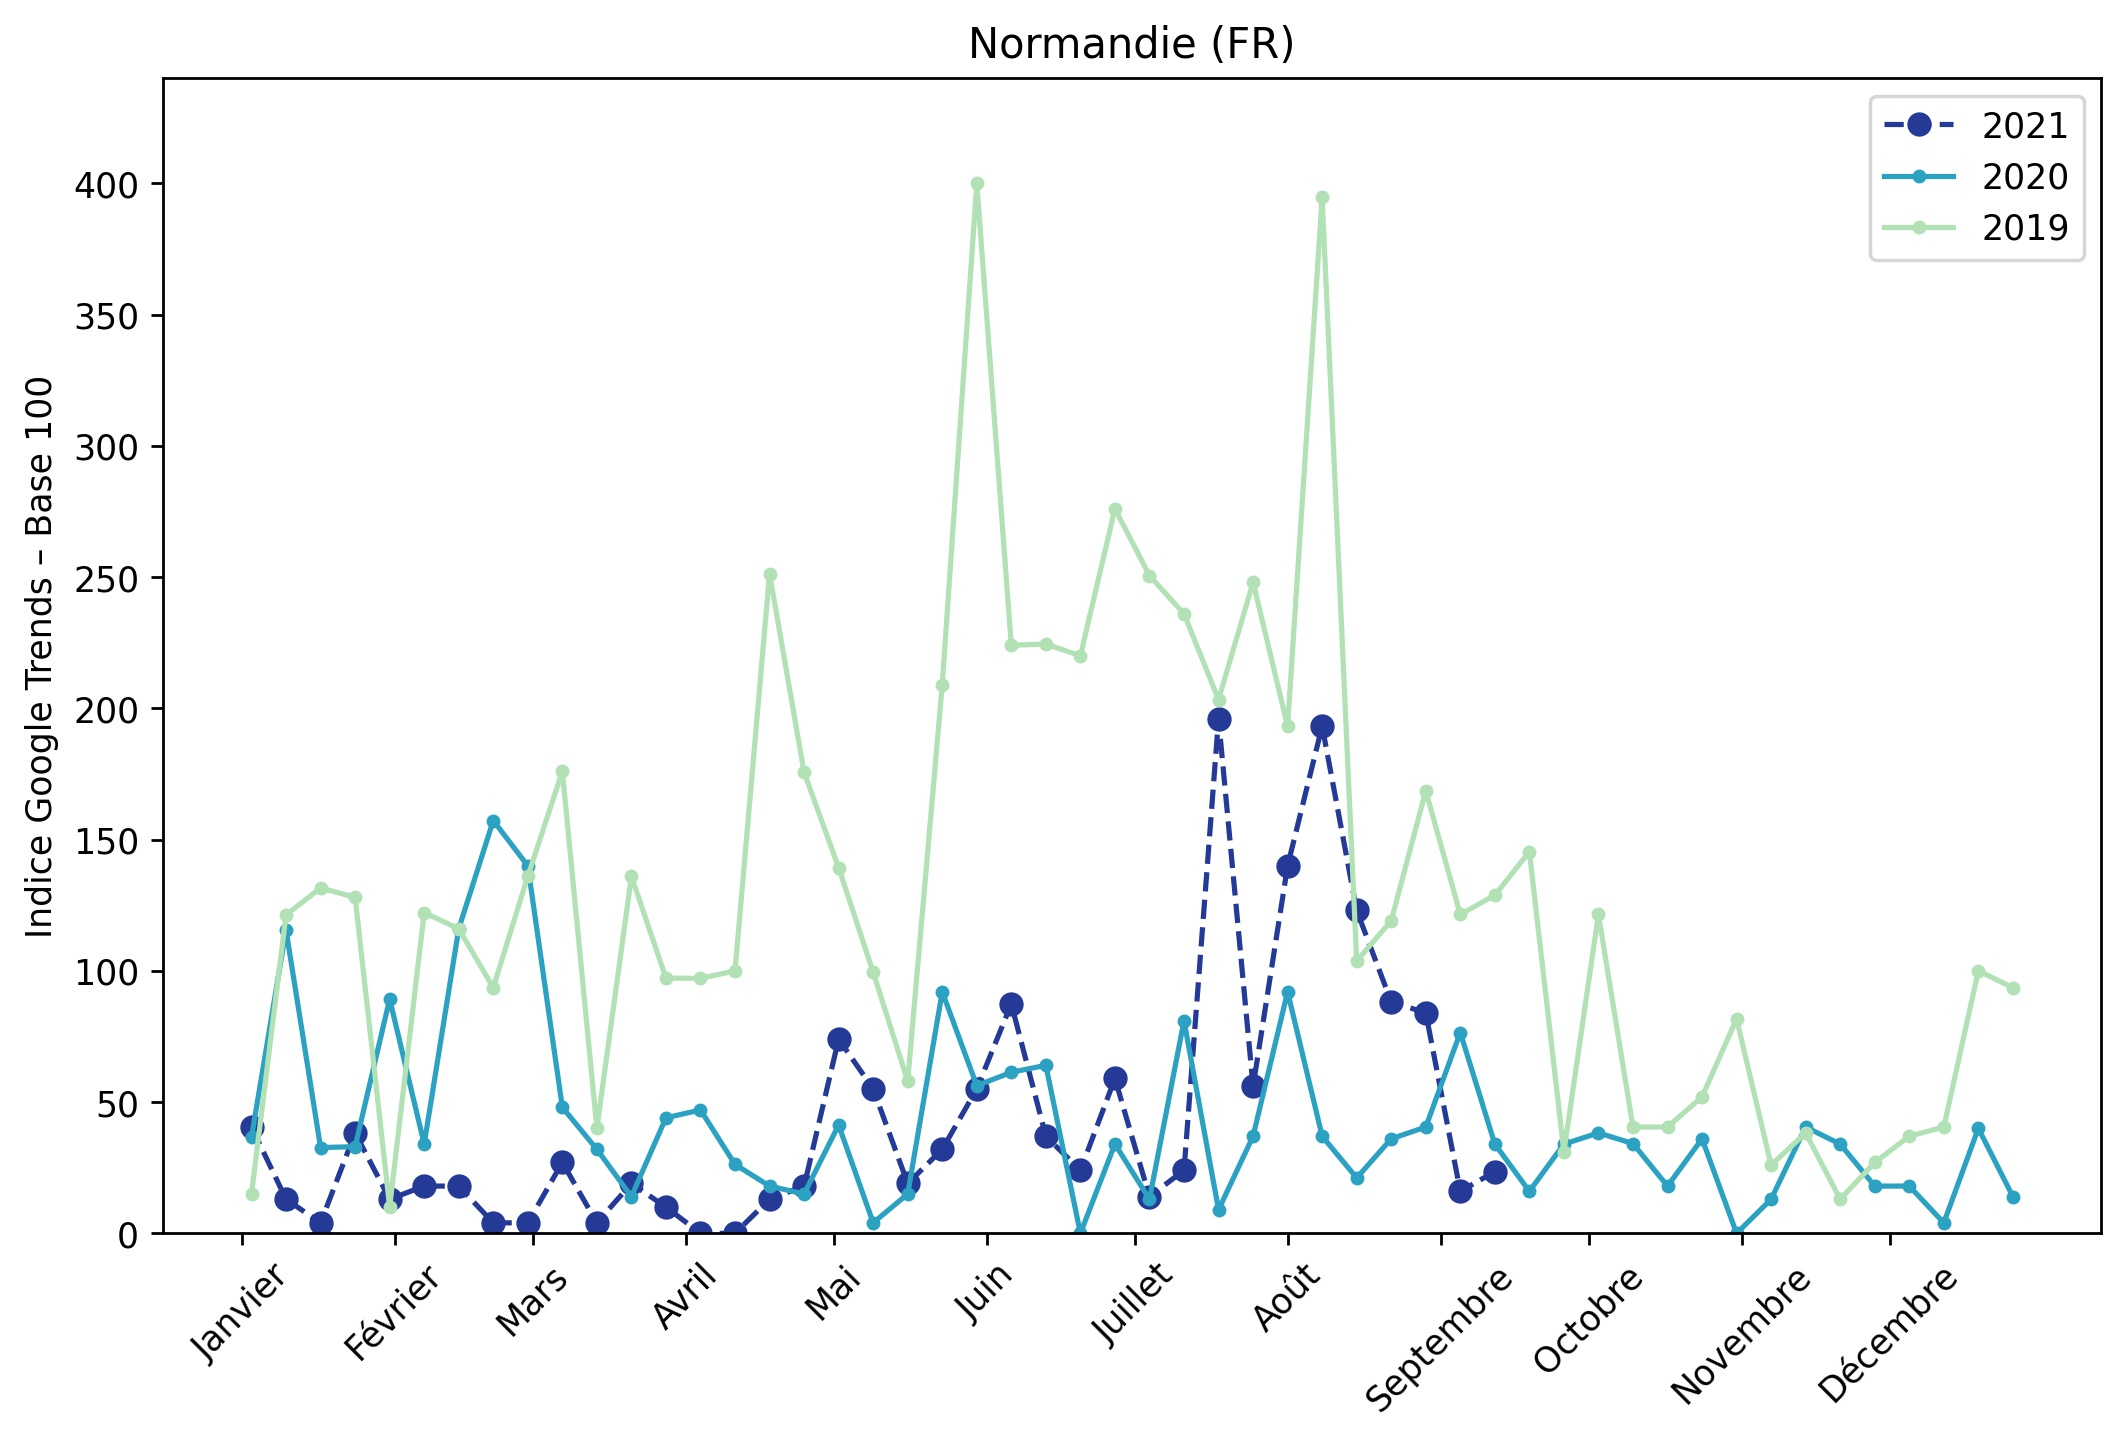 Normandie (FR)
2021
2020
2019
Indice Google Trends – Base 100
400
350
300
250
200
150
100
50
0
Janvier
Février
Mars
Avril
Mai
Juin
Juillet
Août
Septembre
Octobre
Novembre
Décembre